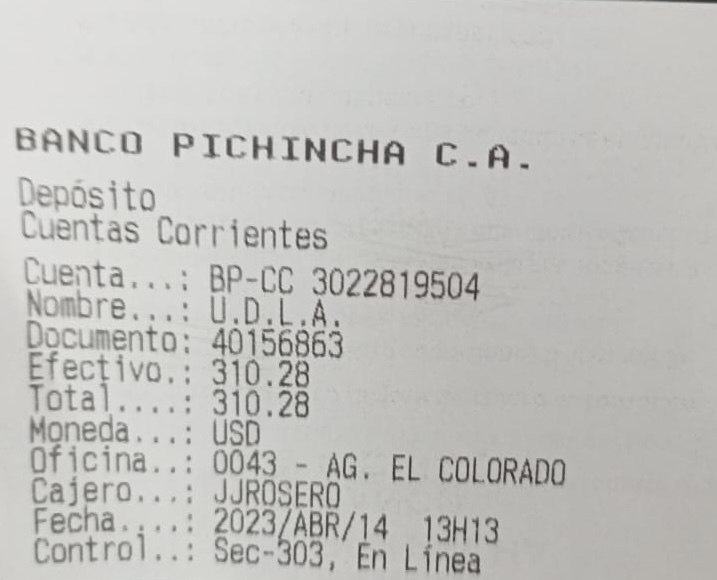 BANCO PICHINCHA C.A.
Depósito
Cuentas Corrientes
Cuenta...: BP-CC 3022819504
Nombre...: U.D.L.A.
Documento: 40156863
Efectivo.: 310.28
Total....: 310.28
Moneda...: USD
Oficina..: 0043 - AG. EL COLORADO
Cajero...: JJROSERO
Fecha....: 2023/ABR/14 13H13
Control..: Sec-303, En Línea